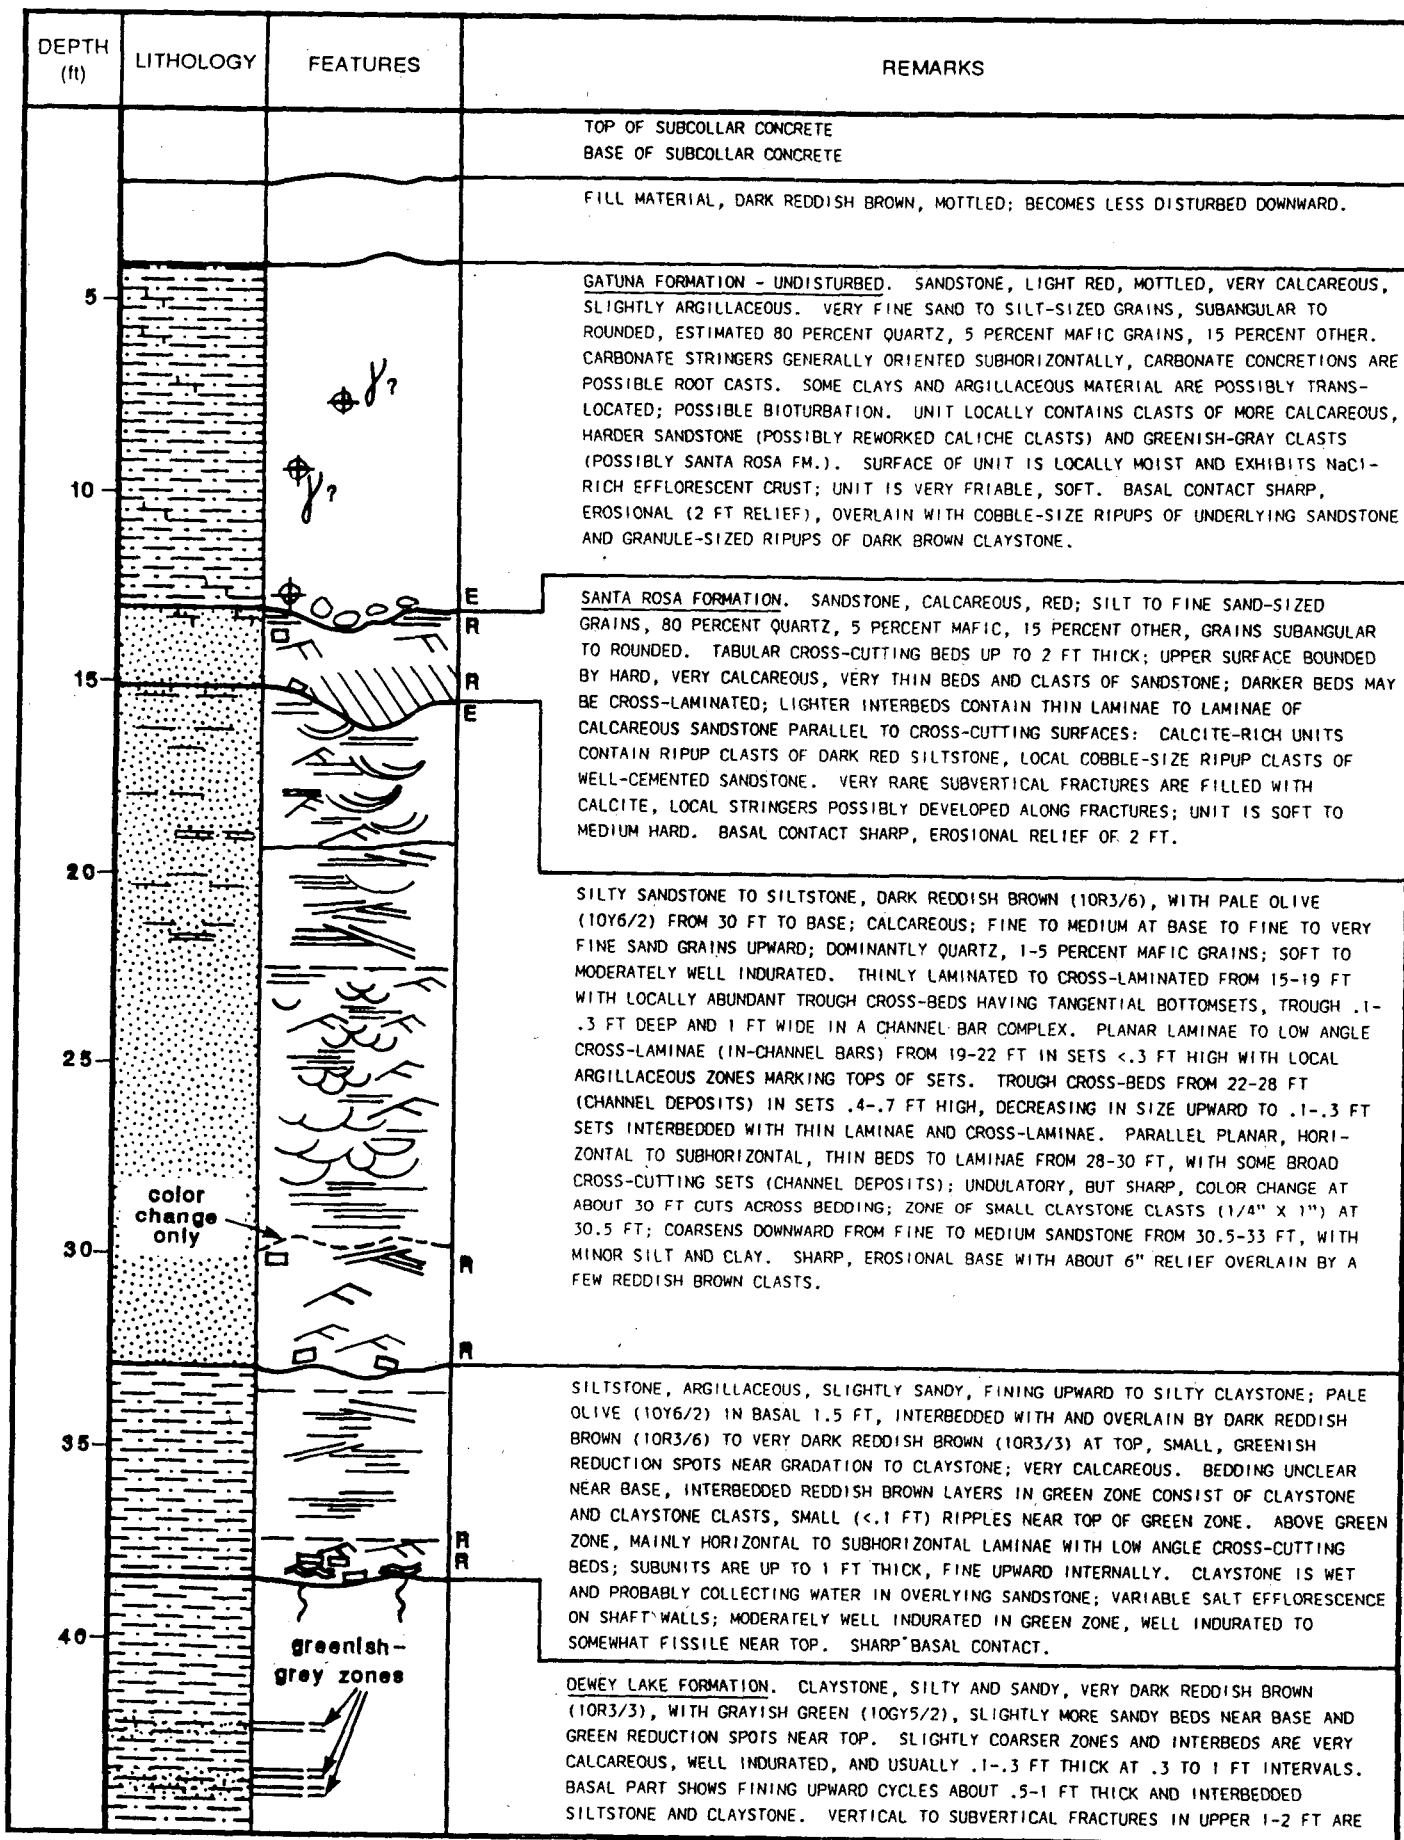 DEPTH
(ft)
LITHOLOGY
FEATURES
REMARKS
TOP OF SUBCOLLAR CONCRETE
BASE OF SUBCOLLAR CONCRETE
FILL MATERIAL, DARK REDDISH BROWN, MOTTLED; BECOMES LESS DISTURBED DOWNWARD.
5
10
γ?
γ?
GATUNA FORMATION - UNDISTURBED. SANDSTONE, LIGHT RED, MOTTLED, VERY CALCAREOUS,
SLIGHTLY ARGILLACEOUS. VERY FINE SAND TO SILT-SIZED GRAINS, SUBANGULAR TO
ROUNDED, ESTIMATED 80 PERCENT QUARTZ, 5 PERCENT MAFIC GRAINS, 15 PERCENT OTHER.
CARBONATE STRINGERS GENERALLY ORIENTED SUBHORIZONTALLY, CARBONATE CONCRETIONS ARE
POSSIBLE ROOT CASTS. SOME CLAYS AND ARGILLACEOUS MATERIAL ARE POSSIBLY TRANS-
LOCATED; POSSIBLE BIOTURBATION. UNIT LOCALLY CONTAINS CLASTS OF MORE CALCAREOUS,
HARDER SANDSTONE (POSSIBLY REWORKED CALICHE CLASTS) AND GREENISH-GRAY CLASTS
(POSSIBLY SANTA ROSA FM.). SURFACE OF UNIT IS LOCALLY MOIST AND EXHIBITS NaCl-
RICH EFFLORESCENT CRUST; UNIT IS VERY FRIABLE, SOFT. BASAL CONTACT SHARP,
EROSIONAL (2 FT RELIEF), OVERLAIN WITH COBBLE-SIZE RIPUPS OF UNDERLYING SANDSTONE
AND GRANULE-SIZED RIPUPS OF DARK BROWN CLAYSTONE.
E
R
15
R
E
SANTA ROSA FORMATION. SANDSTONE, CALCAREOUS, RED; SILT TO FINE SAND-SIZED
GRAINS, 80 PERCENT QUARTZ, 5 PERCENT MAFIC, 15 PERCENT OTHER, GRAINS SUBANGULAR
TO ROUNDED. TABULAR CROSS-CUTTING BEDS UP TO 2 FT THICK; UPPER SURFACE BOUNDED
BY HARD, VERY CALCAREOUS, VERY THIN BEDS AND CLASTS OF SANDSTONE; DARKER BEDS MAY
BE CROSS-LAMINATED; LIGHTER INTERBEDS CONTAIN THIN LAMINAE TO LAMINAE OF
CALCAREOUS SANDSTONE PARALLEL TO CROSS-CUTTING SURFACES: CALCITE-RICH UNITS
CONTAIN RIPUP CLASTS OF DARK RED SILTSTONE, LOCAL COBBLE-SIZE RIPUP CLASTS OF
WELL-CEMENTED SANDSTONE. VERY RARE SUBVERTICAL FRACTURES ARE FILLED WITH
CALCITE, LOCAL STRINGERS POSSIBLY DEVELOPED ALONG FRACTURES; UNIT IS SOFT TO
MEDIUM HARD. BASAL CONTACT SHARP, EROSIONAL RELIEF OF 2 FT.
20
25
color
change
only
30
R
R
SILTY SANDSTONE TO SILTSTONE, DARK REDDISH BROWN (10R3/6), WITH PALE OLIVE
(10Y6/2) FROM 30 FT TO BASE; CALCAREOUS; FINE TO MEDIUM AT BASE TO FINE TO VERY
FINE SAND GRAINS UPWARD; DOMINANTLY QUARTZ, 1-5 PERCENT MAFIC GRAINS; SOFT TO
MODERATELY WELL INDURATED. THINLY LAMINATED TO CROSS-LAMINATED FROM 15-19 FT
WITH LOCALLY ABUNDANT TROUGH CROSS-BEDS HAVING TANGENTIAL BOTTOMSETS, TROUGH .1-
.3 FT DEEP AND 1 FT WIDE IN A CHANNEL BAR COMPLEX. PLANAR LAMINAE TO LOW ANGLE
CROSS-LAMINAE (IN-CHANNEL BARS) FROM 19-22 FT IN SETS <.3 FT HIGH WITH LOCAL
ARGILLACEOUS ZONES MARKING TOPS OF SETS. TROUGH CROSS-BEDS FROM 22-28 FT
(CHANNEL DEPOSITS) IN SETS .4-.7 FT HIGH, DECREASING IN SIZE UPWARD TO .1-.3 FT
SETS INTERBEDDED WITH THIN LAMINAE AND CROSS-LAMINAE. PARALLEL PLANAR, HORI-
ZONTAL TO SUBHORIZONTAL, THIN BEDS TO LAMINAE FROM 28-30 FT, WITH SOME BROAD
CROSS-CUTTING SETS (CHANNEL DEPOSITS); UNDULATORY, BUT SHARP, COLOR CHANGE AT
ABOUT 30 FT CUTS ACROSS BEDDING; ZONE OF SMALL CLAYSTONE CLASTS (1/4" X 1") AT
30.5 FT; COARSENS DOWNWARD FROM FINE TO MEDIUM SANDSTONE FROM 30.5-33 FT, WITH
MINOR SILT AND CLAY. SHARP, EROSIONAL BASE WITH ABOUT 6" RELIEF OVERLAIN BY A
FEW REDDISH BROWN CLASTS.
35
R
R
SILTSTONE, ARGILLACEOUS, SLIGHTLY SANDY, FINING UPWARD TO SILTY CLAYSTONE; PALE
OLIVE (10Y6/2) IN BASAL 1.5 FT, INTERBEDDED WITH AND OVERLAIN BY DARK REDDISH
BROWN (10R3/6) TO VERY DARK REDDISH BROWN (10R3/3) AT TOP, SMALL, GREENISH
REDUCTION SPOTS NEAR GRADATION TO CLAYSTONE; VERY CALCAREOUS. BEDDING UNCLEAR
NEAR BASE, INTERBEDDED REDDISH BROWN LAYERS IN GREEN ZONE CONSIST OF CLAYSTONE
AND CLAYSTONE CLASTS, SMALL (<.1 FT) RIPPLES NEAR TOP OF GREEN ZONE. ABOVE GREEN
ZONE, MAINLY HORIZONTAL TO SUBHORIZONTAL LAMINAE WITH LOW ANGLE CROSS-CUTTING
BEDS; SUBUNITS ARE UP TO 1 FT THICK, FINE UPWARD INTERNALLY. CLAYSTONE IS WET
AND PROBABLY COLLECTING WATER IN OVERLYING SANDSTONE; VARIABLE SALT EFFLORESCENCE
ON SHAFT WALLS; MODERATELY WELL INDURATED IN GREEN ZONE, WELL INDURATED TO
SOMEWHAT FISSILE NEAR TOP. SHARP BASAL CONTACT.
40
greenish-
grey zones
DEWEY LAKE FORMATION. CLAYSTONE, SILTY AND SANDY, VERY DARK REDDISH BROWN
(10R3/3), WITH GRAYISH GREEN (10GY5/2), SLIGHTLY MORE SANDY BEDS NEAR BASE AND
GREEN REDUCTION SPOTS NEAR TOP. SLIGHTLY COARSER ZONES AND INTERBEDS ARE VERY
CALCAREOUS, WELL INDURATED, AND USUALLY .1-.3 FT THICK AT .3 TO 1 FT INTERVALS.
BASAL PART SHOWS FINING UPWARD CYCLES ABOUT .5-1 FT THICK AND INTERBEDDED
SILTSTONE AND CLAYSTONE. VERTICAL TO SUBVERTICAL FRACTURES IN UPPER 1-2 FT ARE